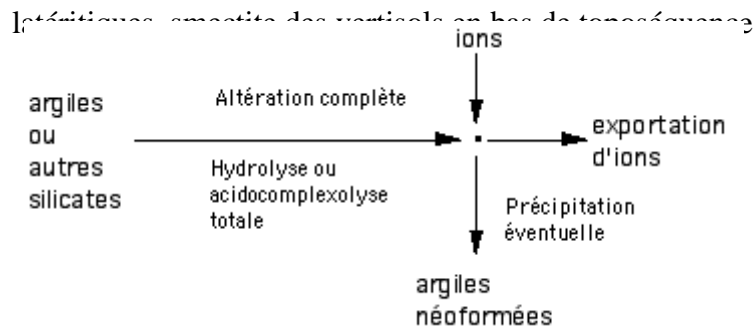 latéritiques, smectite des vertisols en bas de toposéquence
ions
argiles
ou
autres
silicates
Altération complète
Hydrolyse ou
acidocomplexolyse
totale
exportation
d'ions
Précipitation
éventuelle
argiles
néoformées